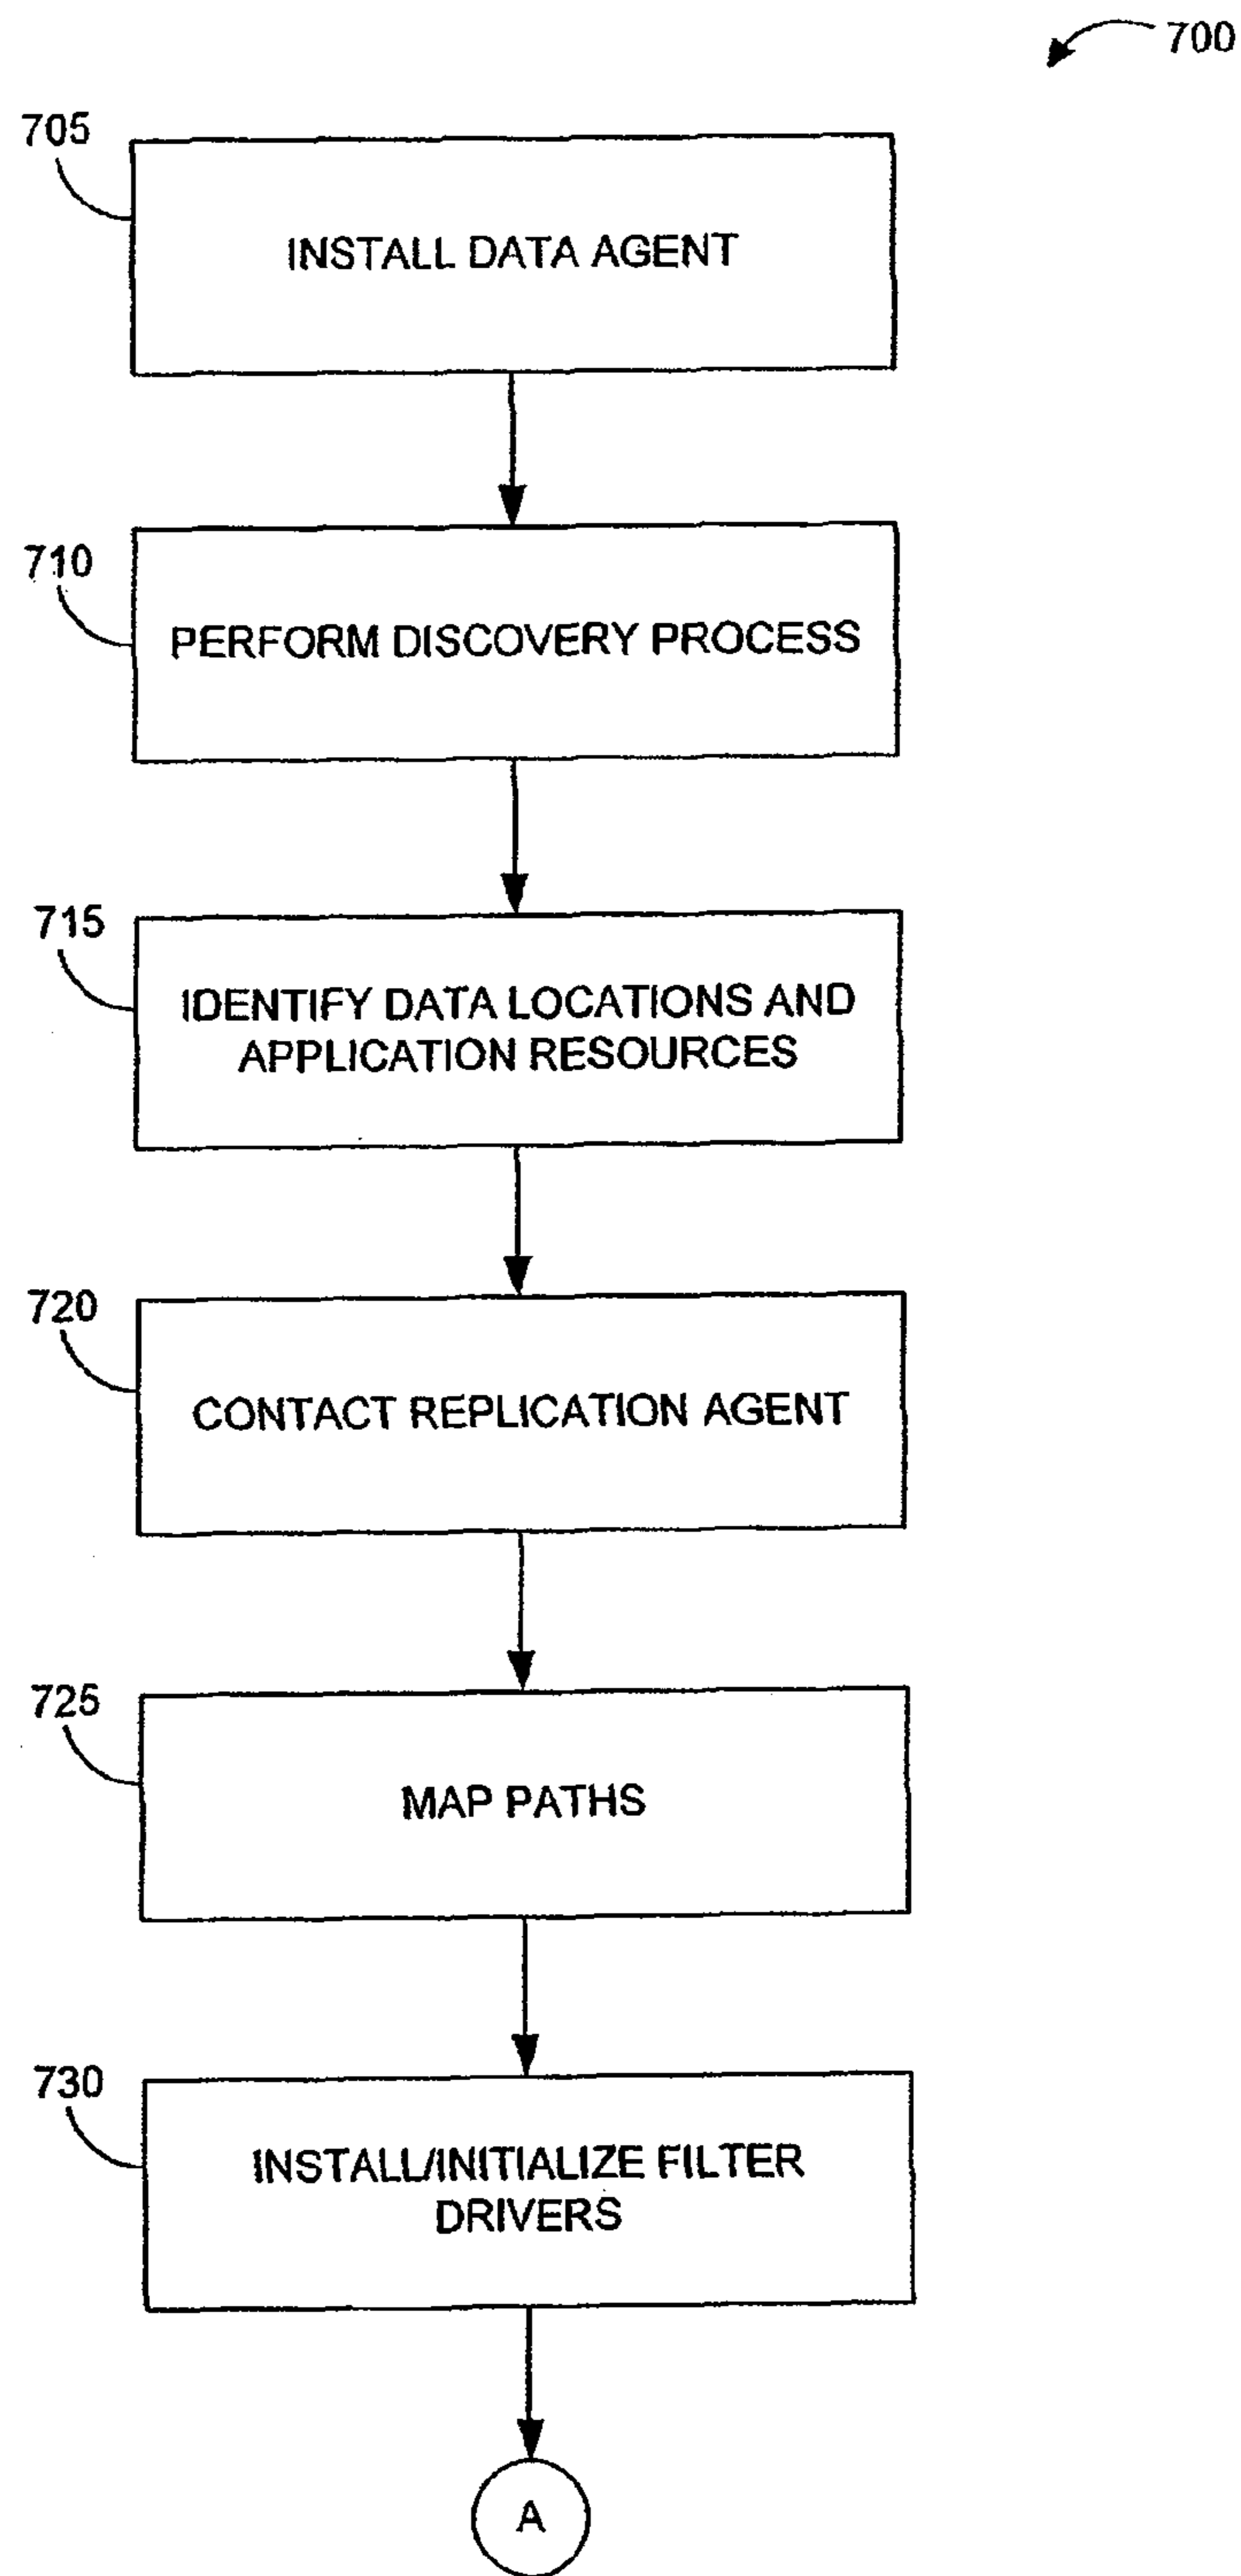 700
705
INSTALL DATA AGENT
710
PERFORM DISCOVERY PROCESS
715
IDENTIFY DATA LOCATIONS AND
APPLICATION RESOURCES
720
CONTACT REPLICATION AGENT
725
MAP PATHS
730
INSTALL/INITIALIZE FILTER
DRIVERS
A